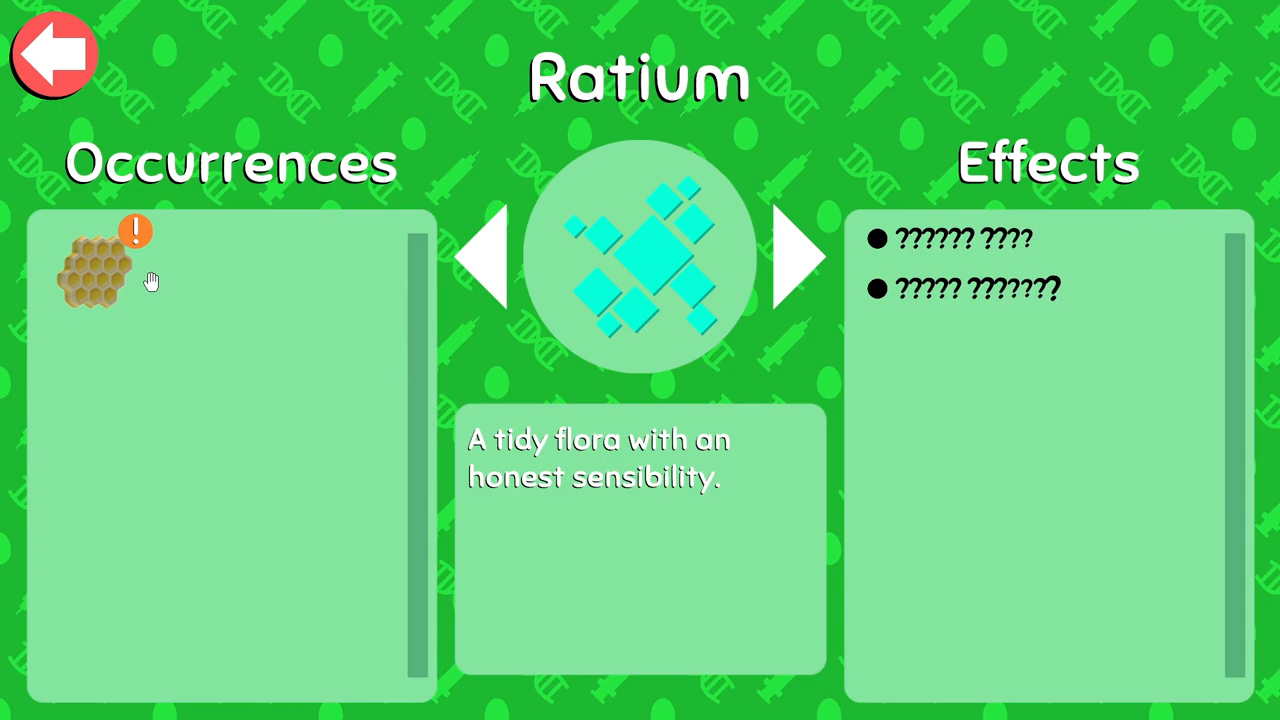 Ratium
Occurrences
Effects
!
?????? ????
????? ??????? 
A tidy flora with an
honest sensibility.